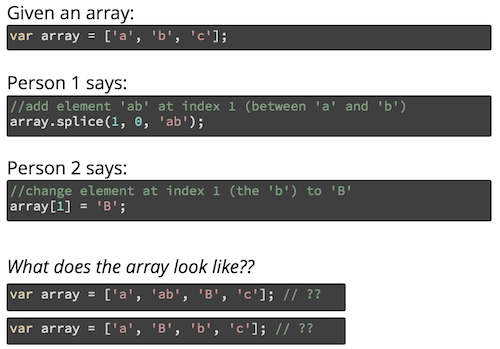 Given an array:
var array = ['a', 'b', 'c'];
Person 1 says:
//add element 'ab' at index 1 (between 'a' and 'b')
array.splice(1, 0, 'ab');
Person 2 says:
//change element at index 1 (the 'b') to 'B'
array[1] = 'B';
What does the array look like??
var array = ['a', 'ab', 'B', 'c']; // ??
var array = ['a', 'B', 'b', 'c']; // ??